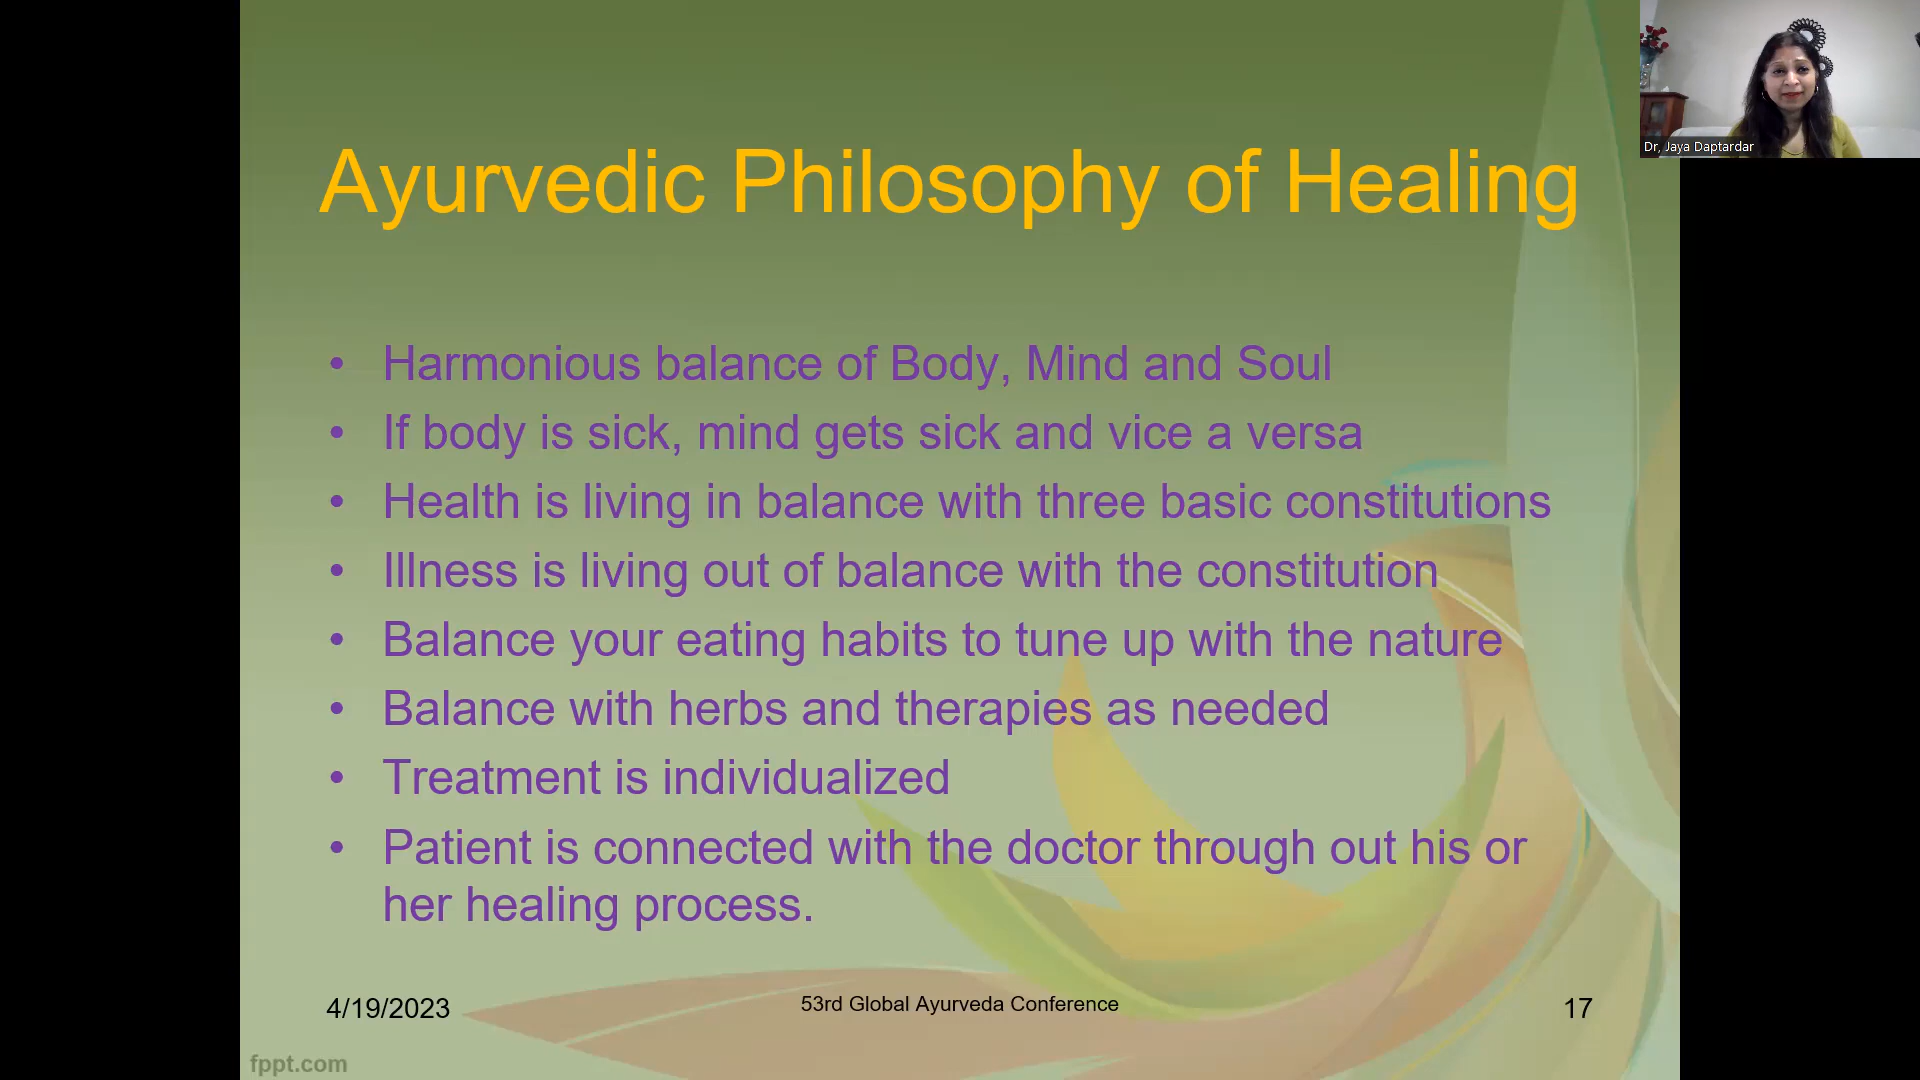 Dr, Jaya Daptardar
Ayurvedic Philosophy of Healing
• Harmonious balance of Body, Mind and Soul
• If body is sick, mind gets sick and vice a versa
• Health is living in balance with three basic constitutions
• Illness is living out of balance with the constitution
• Balance your eating habits to tune up with the nature
• Balance with herbs and therapies as needed
• Treatment is individualized
• Patient is connected with the doctor through out his or
her healing process.
4/19/2023
53rd Global Ayurveda Conference
17
fppt.com